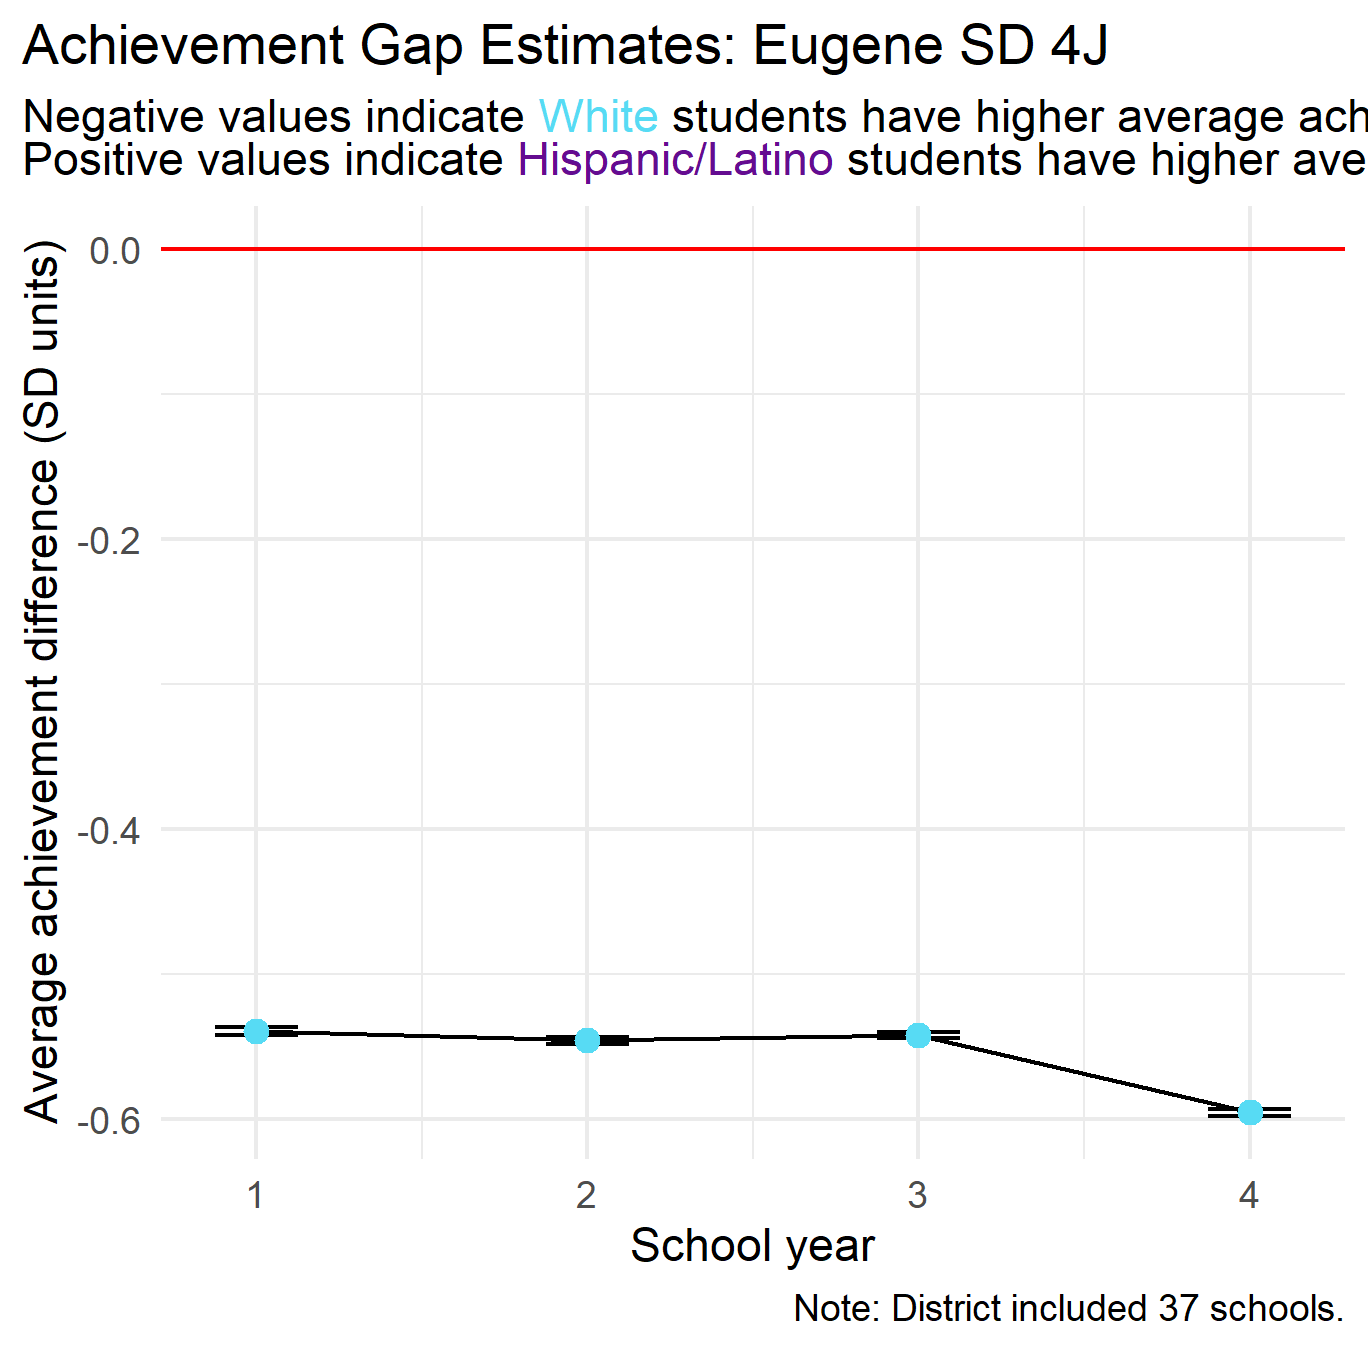 Achievement Gap Estimates: Eugene SD 4J
Negative values indicate White students have higher average ach
Positive values indicate Hispanic/Latino students have higher ave
Average achievement difference (SD units)
0.0
-0.2
-0.4
-0.6
1 2 3 4
School year
Note: District included 37 schools.